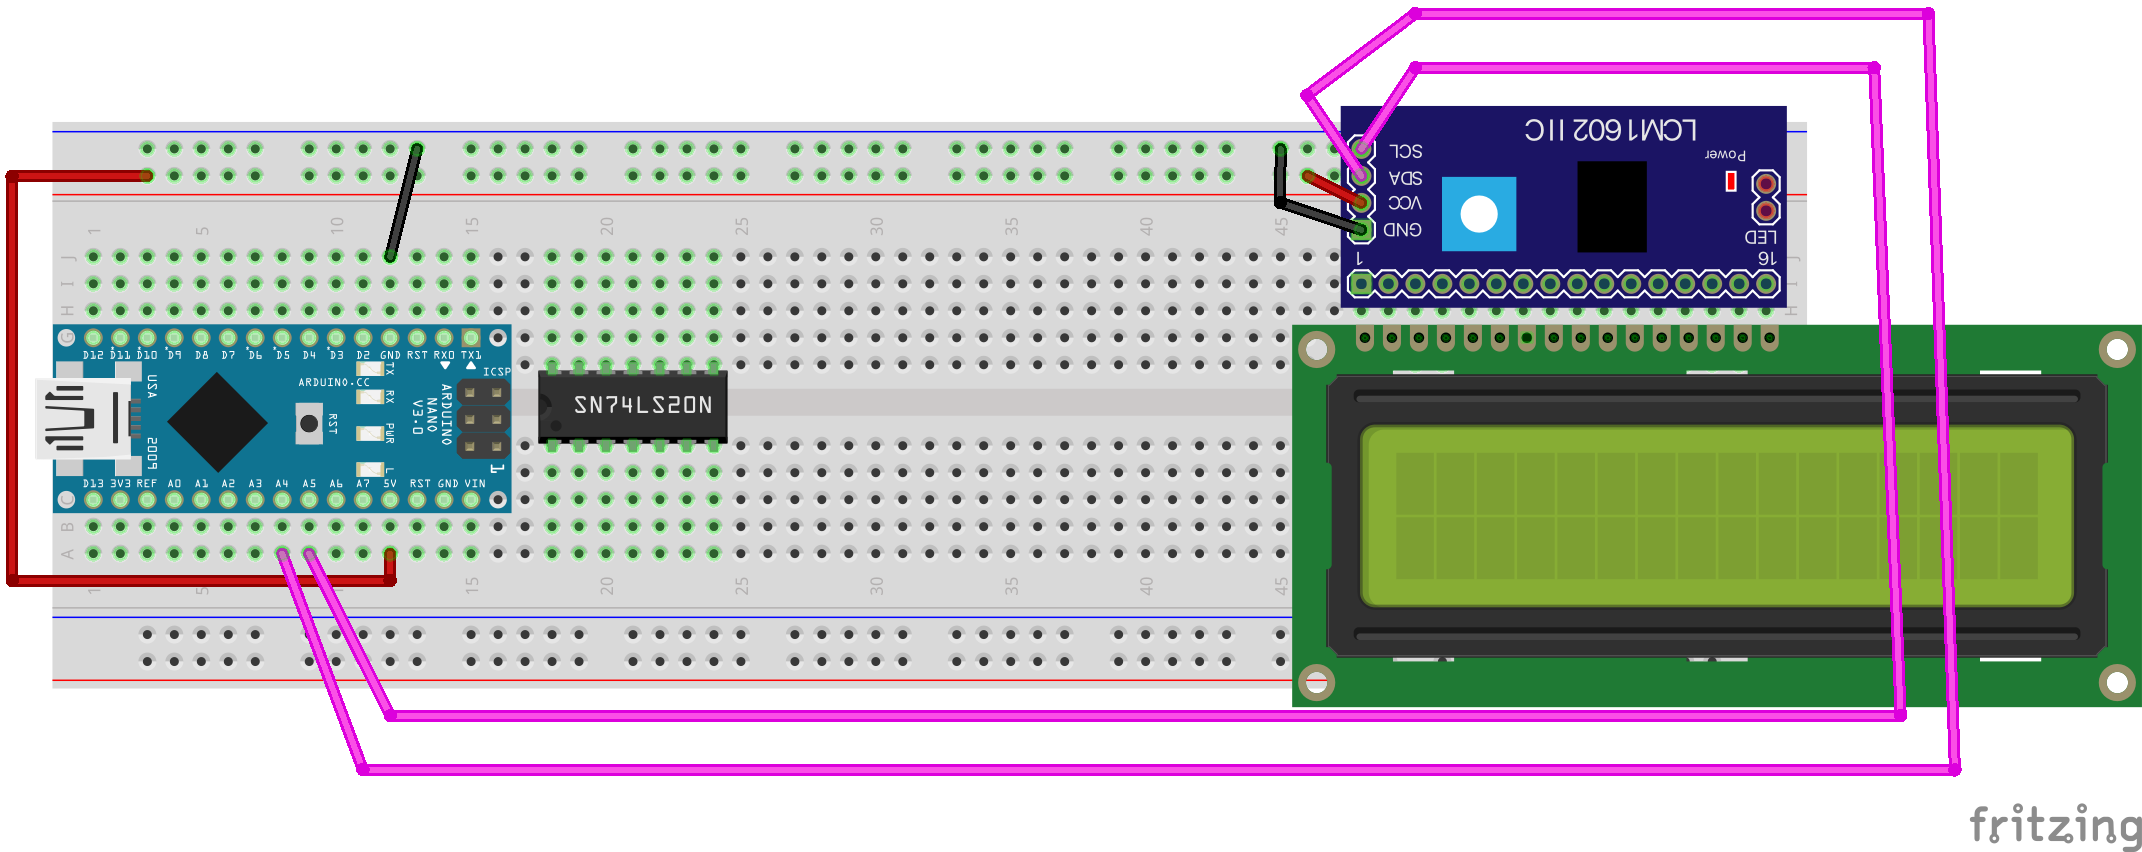 LCM1602 IIC
SCL
SDA
VCC
GND
Power
LED
1
16
1 5 10 15 20 25 30 35 40 45
J
I
H
G
J
I
H
D12 D11 D10 D9 D8 D7 D6 D5 D4 D3 D2 GND RST RX0 TX1
TX
RX
PWR
L
ICSP
ARDUINO.CC
USA
2009
RST
ARDUINO
NANO
V3.0
1
SN74LS20N
D13 3V3 REF A0 A1 A2 A3 A4 A5 A6 A7 5V RST GND VIN
C
B
A
1 5 15 20 25 30 35 40 45
fritzing